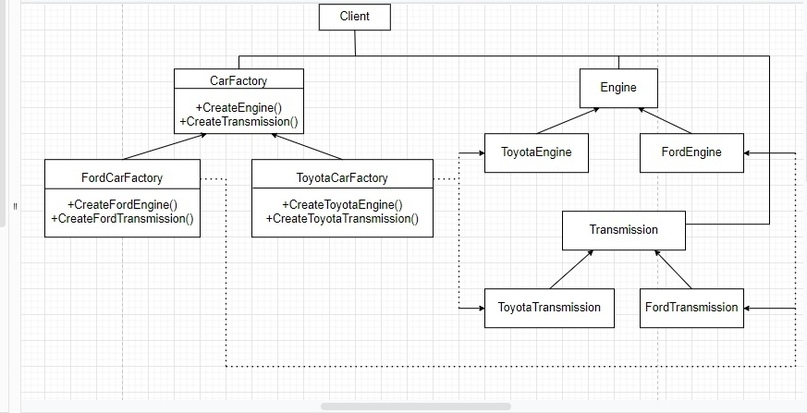 Client
CarFactory
+CreateEngine()
+CreateTransmission()
Engine
FordCarFactory
+CreateFordEngine()
+CreateFordTransmission()
ToyotaCarFactory
+CreateToyotaEngine()
+CreateToyotaTransmission()
ToyotaEngine
FordEngine
Transmission
ToyotaTransmission
FordTransmission